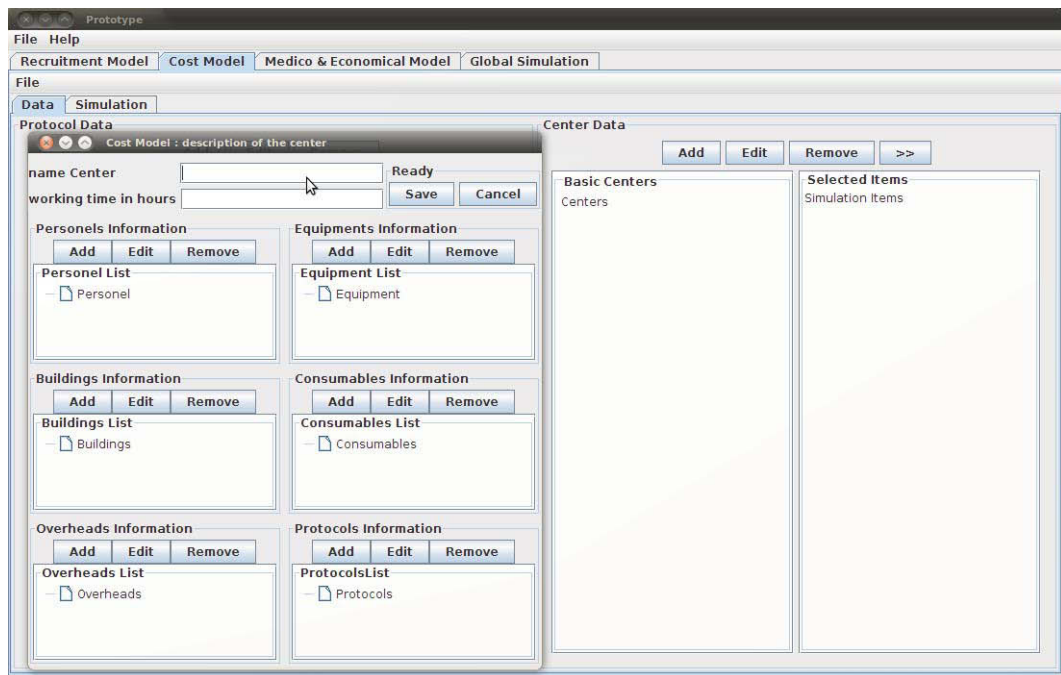 Prototype
File Help
Recruitment Model Cost Model Medico & Economical Model Global Simulation
File
Data Simulation
Protocol Data
Cost Model : description of the center
name Center
Ready
working time in hours
Save Cancel
Personels Information
Add Edit Remove
Personel List
Personel
Equipments Information
Add Edit Remove
Equipment List
Equipment
Buildings Information
Add Edit Remove
Buildings List
Buildings
Consumables Information
Add Edit Remove
Consumables List
Consumables
Overheads Information
Add Edit Remove
Overheads List
Overheads
Protocols Information
Add Edit Remove
ProtocolsList
Protocols
Center Data
Add Edit Remove >>
Basic Centers
Centers
Selected Items
Simulation Items